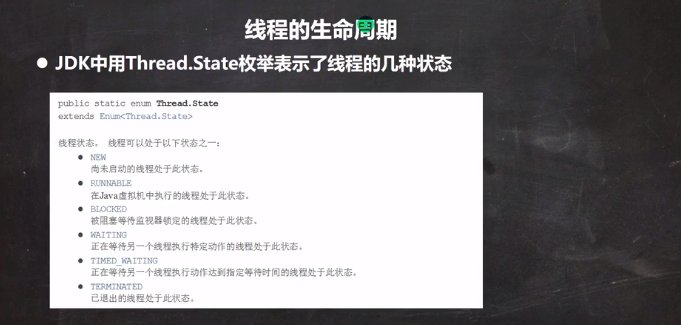 线程的生命周期
● JDK中用Thread.State枚举表示了线程的几种状态
public static enum Thread.State
extends Enum<Thread.State>
线程状态。 线程可以处于以下状态之一：
● NEW
尚未启动的线程处于此状态。
● RUNNABLE
在Java虚拟机中执行的线程处于此状态。
● BLOCKED
被阻塞等待监视器锁定的线程处于此状态。
● WAITING
正在等待另一个线程执行特定动作的线程处于此状态。
● TIMED_WAITING
正在等待另一个线程执行动作达到指定等待时间的线程处于此状态。
● TERMINATED
已退出的线程处于此状态。